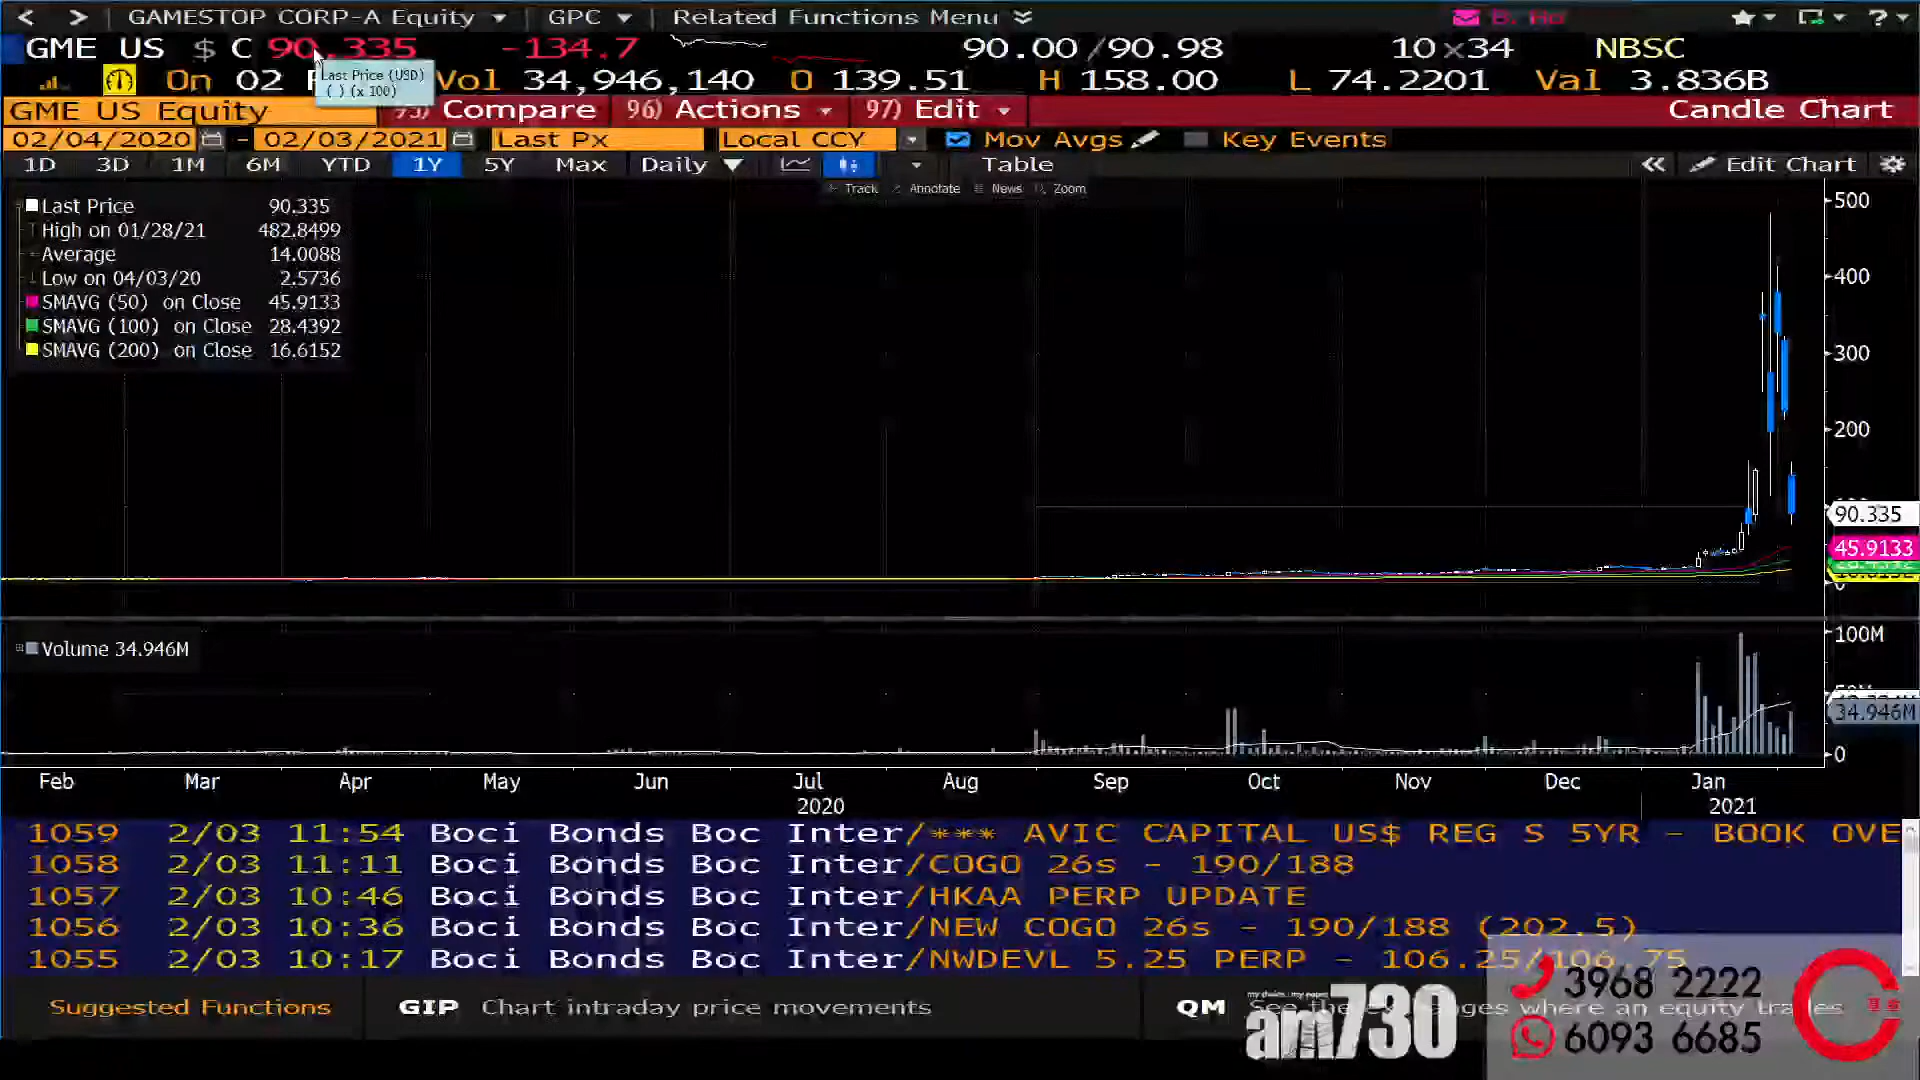 GAMESTOP CORP-A Equity GPC Related Functions Menu
GME US $ C 90.335 -134.7 90.00/90.98 10x34 NBSC
On 02 Vol 34,946,140 O 139.51 H 158.00 L 74.2201 Val 3.836B
Last Price (USD)
( ) (x 100)
GME US Equity Compare 96) Actions 97) Edit Candle Chart
02/04/2020 - 02/03/2021 Last Px Local CCY Mov Avgs Key Events
1D 3D 1M 6M YTD 1Y 5Y Max Daily Table Edit Chart
Track Annotate News Zoom
Last Price 90.335
High on 01/28/21 482.8499
Average 14.0088
Low on 04/03/20 2.5736
SMAVG (50) on Close 45.9133
SMAVG (100) on Close 28.4392
SMAVG (200) on Close 16.6152
500
400
300
200
90.335
45.9133
0
Volume 34.946M
100M
34.946M
0
Feb Mar Apr May Jun Jul Aug Sep Oct Nov Dec Jan
2020 2021
1059 2/03 11:54 Boci Bonds Boc Inter/*** AVIC CAPITAL US$ REG S 5YR - BOOK OVE
1058 2/03 11:11 Boci Bonds Boc Inter/COGO 26s - 190/188
1057 2/03 10:46 Boci Bonds Boc Inter/HKAA PERP UPDATE
1056 2/03 10:36 Boci Bonds Boc Inter/NEW COGO 26s - 190/188 (202.5)
1055 2/03 10:17 Boci Bonds Boc Inter/NWDEVL 5.25 PERP - 106.25/106.75
Suggested Functions GIP Chart intraday price movements QM See the where an equity trades
am730
3968 2222
6093 6685